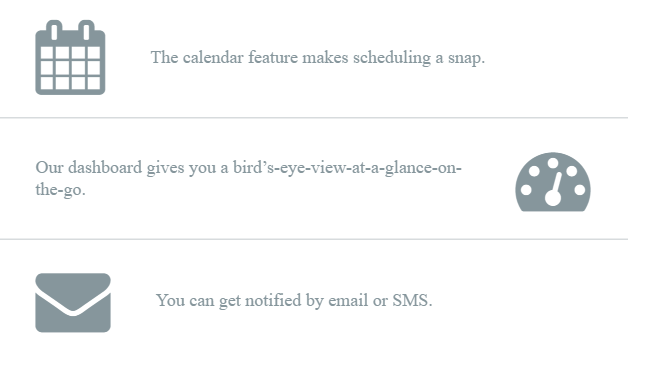 The calendar feature makes scheduling a snap.
Our dashboard gives you a bird’s-eye-view-at-a-glance-on-
the-go.
You can get notified by email or SMS.